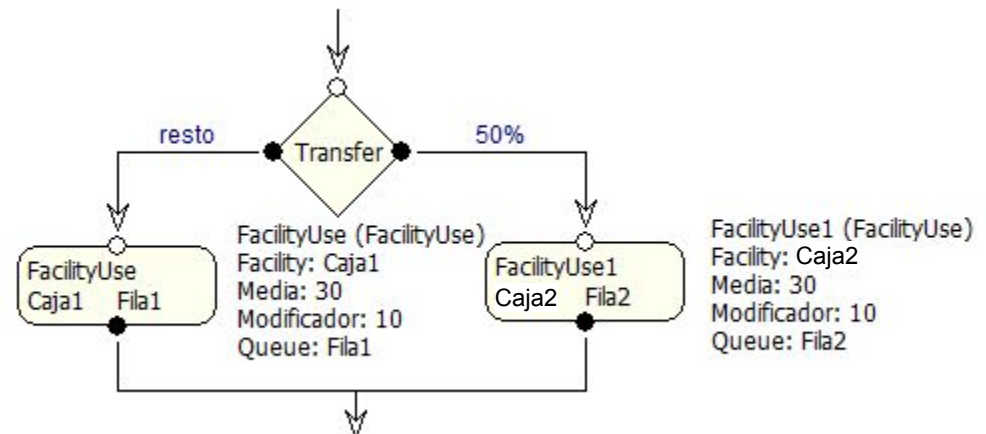 resto
50%
Transfer
FacilityUse
Caja1 Fila1
FacilityUse (FacilityUse)
Facility: Caja1
Media: 30
Modificador: 10
Queue: Fila1
FacilityUse1
Caja2 Fila2
FacilityUse1 (FacilityUse)
Facility: Caja2
Media: 30
Modificador: 10
Queue: Fila2